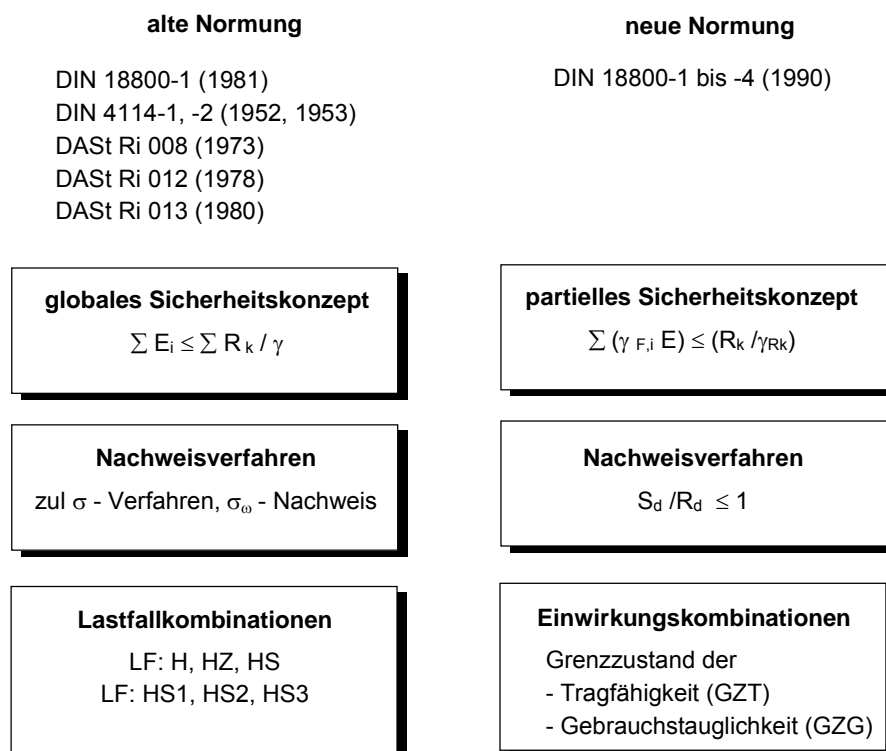 alte Normung
DIN 18800-1 (1981)
DIN 4114-1, -2 (1952, 1953)
DASt Ri 008 (1973)
DASt Ri 012 (1978)
DASt Ri 013 (1980)
globales Sicherheitskonzept
∑ Ei ≤ ∑ R k / γ
Nachweisverfahren
zul σ - Verfahren, σω - Nachweis
Lastfallkombinationen
LF: H, HZ, HS
LF: HS1, HS2, HS3
neue Normung
DIN 18800-1 bis -4 (1990)
partielles Sicherheitskonzept
∑ (γ F,i E) ≤ (Rk /γRk)
Nachweisverfahren
Sd /Rd ≤ 1
Einwirkungskombinationen
Grenzzustand der
- Tragfähigkeit (GZT)
- Gebrauchstauglichkeit (GZG)